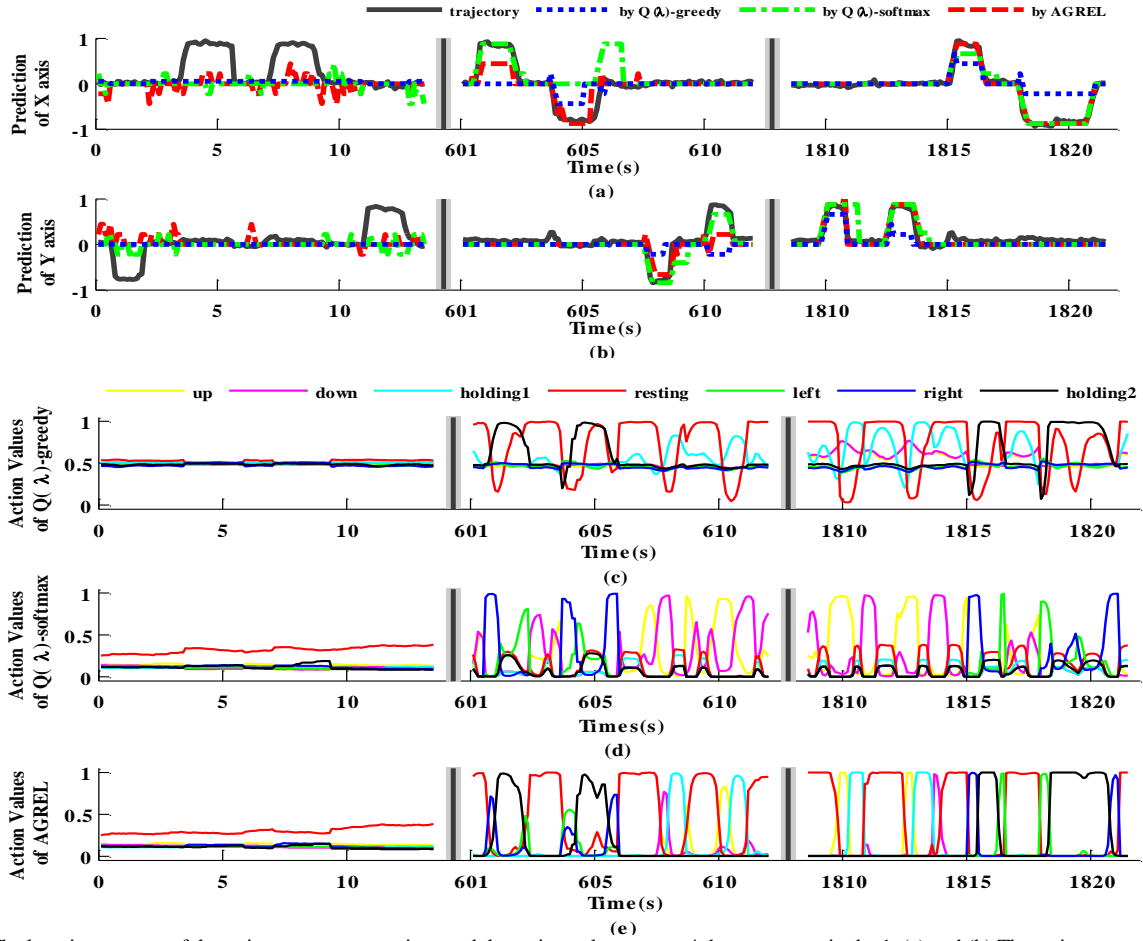 trajectory by Q(λ)-greedy by Q(λ)-softmax by AGREL
Prediction
of X axis
1
0
-1
0 5 10 601 605 610 1810 1815 1820
Time(s)
(a)
Prediction
of Y axis
1
0
-1
0 5 10 601 605 610 1810 1815 1820
Time(s)
(b)
up down holding1 resting left right holding2
Action Values
of Q( λ)-greedy
1
0.5
0
0 5 10 601 605 610 1810 1815 1820
Time(s)
(c)
Action Values
of Q( λ)-softmax
1
0.5
0
0 5 10 601 605 610 1810 1815 1820
Times(s)
(d)
Action Values
of AGREL
1
0.5
0
0 5 10 601 605 610 1810 1815 1820
Time(s)
(e)